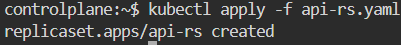 controlplane:~$ kubectl apply -f api-rs.yaml
replicaset.apps/api-rs created